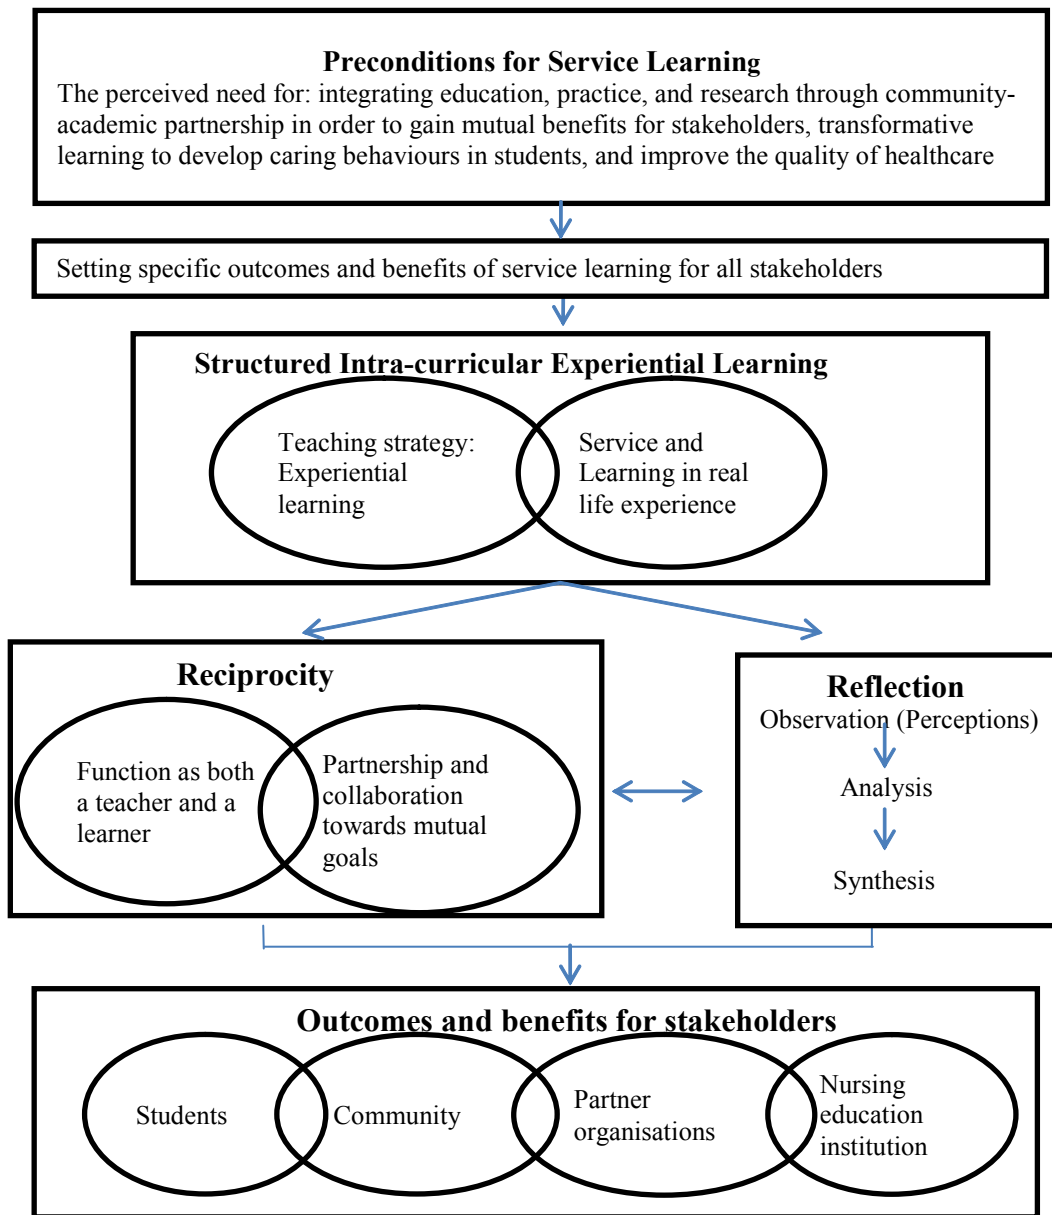 Preconditions for Service Learning
The perceived need for: integrating education, practice, and research through community-
academic partnership in order to gain mutual benefits for stakeholders, transformative
learning to develop caring behaviours in students, and improve the quality of healthcare
Setting specific outcomes and benefits of service learning for all stakeholders
Structured Intra-curricular Experiential Learning
Teaching strategy:
Experiential
learning
Service and
Learning in real
life experience
Reciprocity
Function as both
a teacher and a
learner
Partnership and
collaboration
towards mutual
goals
Reflection
Observation (Perceptions)
Analysis
Synthesis
Outcomes and benefits for stakeholders
Students
Community
Partner
organisations
Nursing
education
institution